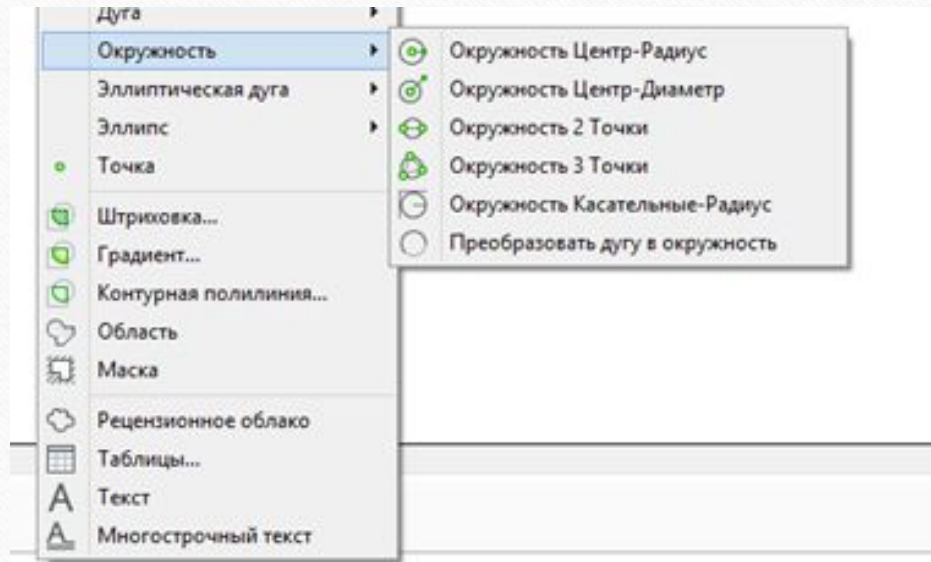 Дуга
Окружность
Эллиптическая дуга
Эллипс
Точка
Штриховка...
Градиент...
Контурная полилиния...
Область
Маска
Рецензионное облако
Таблицы...
Текст
Многострочный текст
Окружность Центр-Радиус
Окружность Центр-Диаметр
Окружность 2 Точки
Окружность 3 Точки
Окружность Касательные-Радиус
Преобразовать дугу в окружность